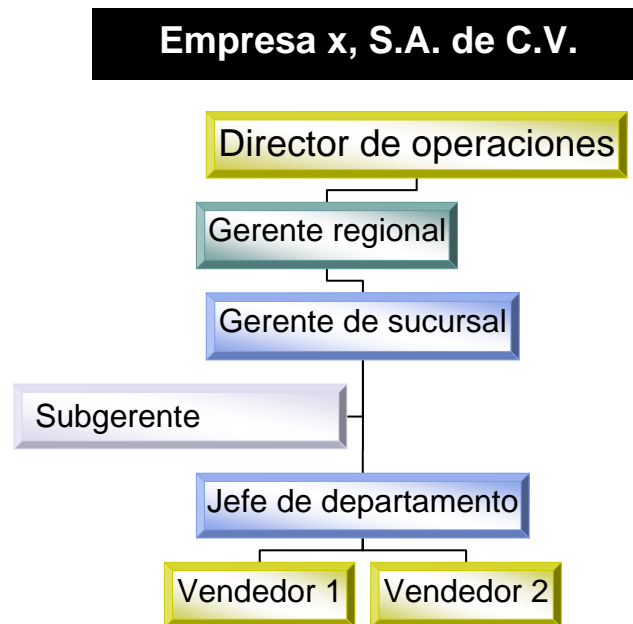 Empresa x, S.A. de C.V.
Director de operaciones
Gerente regional
Gerente de sucursal
Subgerente
Jefe de departamento
Vendedor 1
Vendedor 2